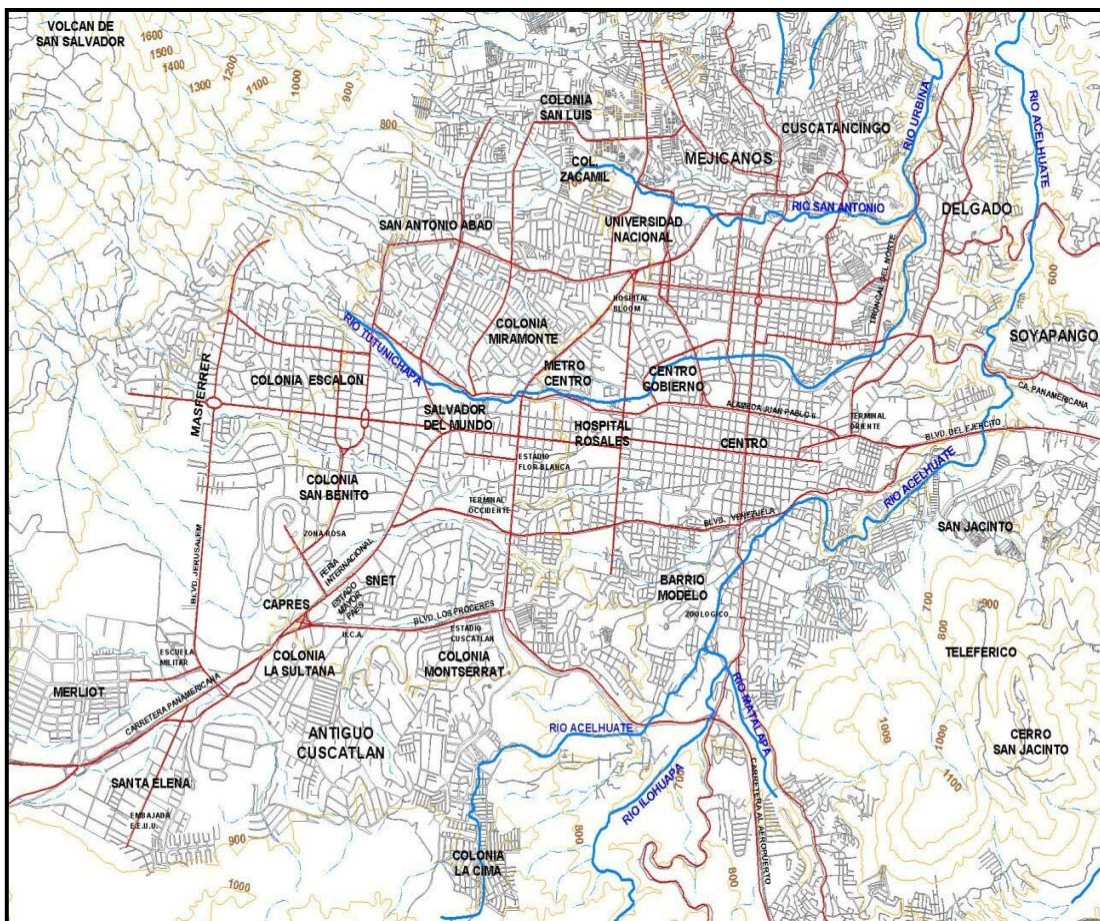 VOLCAN DE
SAN SALVADOR
1600
1500
1400
1300
1200
1100
1000
900
800
COLONIA
SAN LUIS
COL.
ZACAMIL
MEJICANOS
CUSCATANCINGO
RIO URBINA
RIO ACELHUATE
RIO SAN ANTONIO
DELGADO
SAN ANTONIO ABAD
UNIVERSIDAD
NACIONAL
HOSPITAL
BLOOM
TRONCAL DEL NORTE
600
SOYAPANGO
RIO TUTUNICHAPA
COLONIA
MIRAMONTE
METRO
CENTRO
CENTRO
GOBIERNO
COLONIA ESCALON
MASFERRER
SALVADOR
DEL MUNDO
HOSPITAL
ROSALES
ALAMEDA JUAN PABLO II
CENTRO
TERMINAL
ORIENTE
CA. PANAMERICANA
BLVD. DEL EJERCITO
ESTADIO
FLOR BLANCA
COLONIA
SAN BENITO
TERMINAL
OCCIDENTE
BLVD. VENEZUELA
RIO ACELHUATE
SAN JACINTO
ZONA ROSA
BLVD. JERUSALEM
FERIA
INTERNACIONAL
SNET
ESTADO
MAYOR
FAES
CAPRES
BLVD. LOS PROCERES
U.C.A.
ESTADIO
CUSCATLAN
BARRIO
MODELO
ZOOLOGICO
700
800
900
TELEFERICO
ESCUELA
MILITAR
COLONIA
LA SULTANA
COLONIA
MONTSERRAT
MERLIOT
CARRETERA PANAMERICANA
ANTIGUO
CUSCATLAN
RIO ACELHUATE
RIO MATALAPA
RIO ILOHUAPA
1000
1000
1100
CERRO
SAN JACINTO
SANTA ELENA
EMBAJADA
E.E.U.U.
CARRETERA AL AEROPUERTO
700
800
800
900
1000
COLONIA
LA CIMA